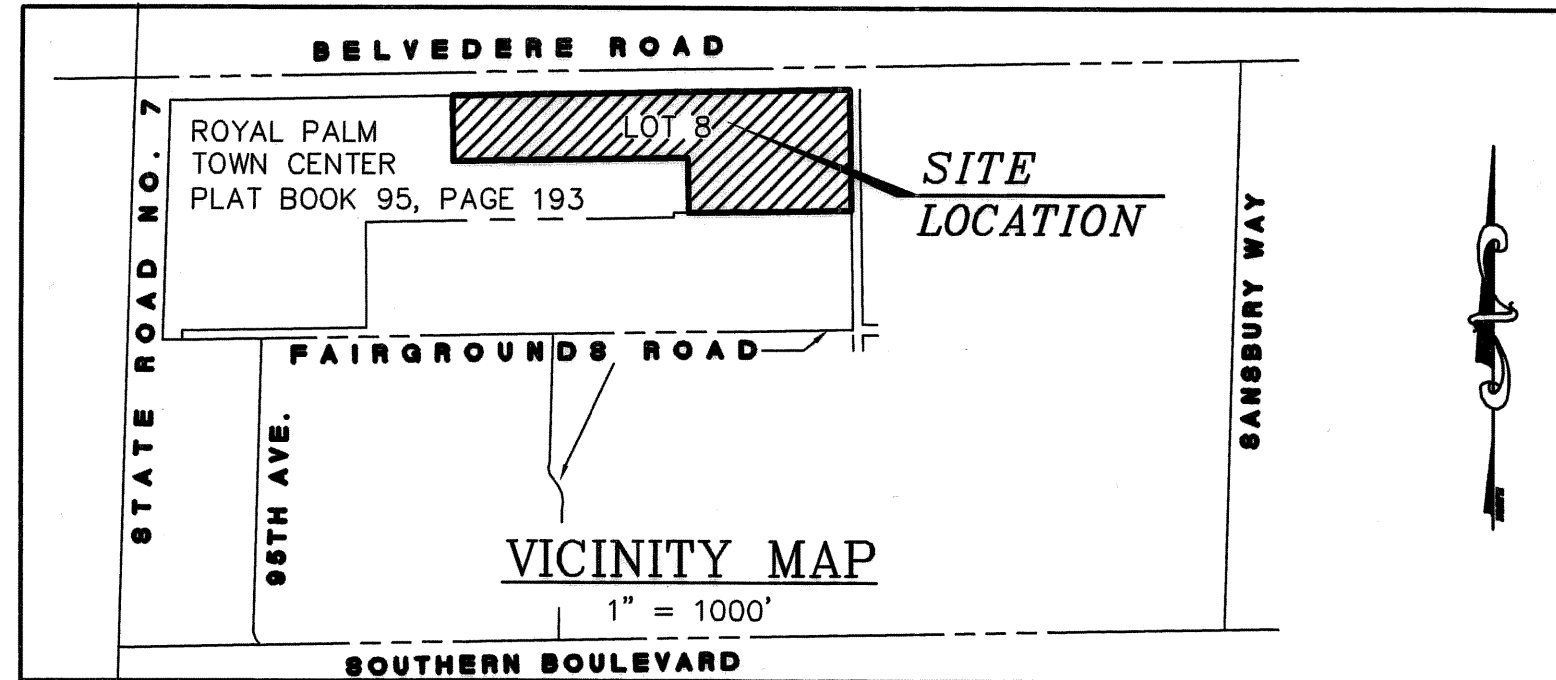 BELVEDERE ROAD
STATE ROAD NO. 7
ROYAL PALM
TOWN CENTER
PLAT BOOK 95, PAGE 193
LOT 8
SITE
LOCATION
SANSBURY WAY
FAIRGROUNDS ROAD
95TH AVE.
VICINITY MAP
1" = 1000'
SOUTHERN BOULEVARD